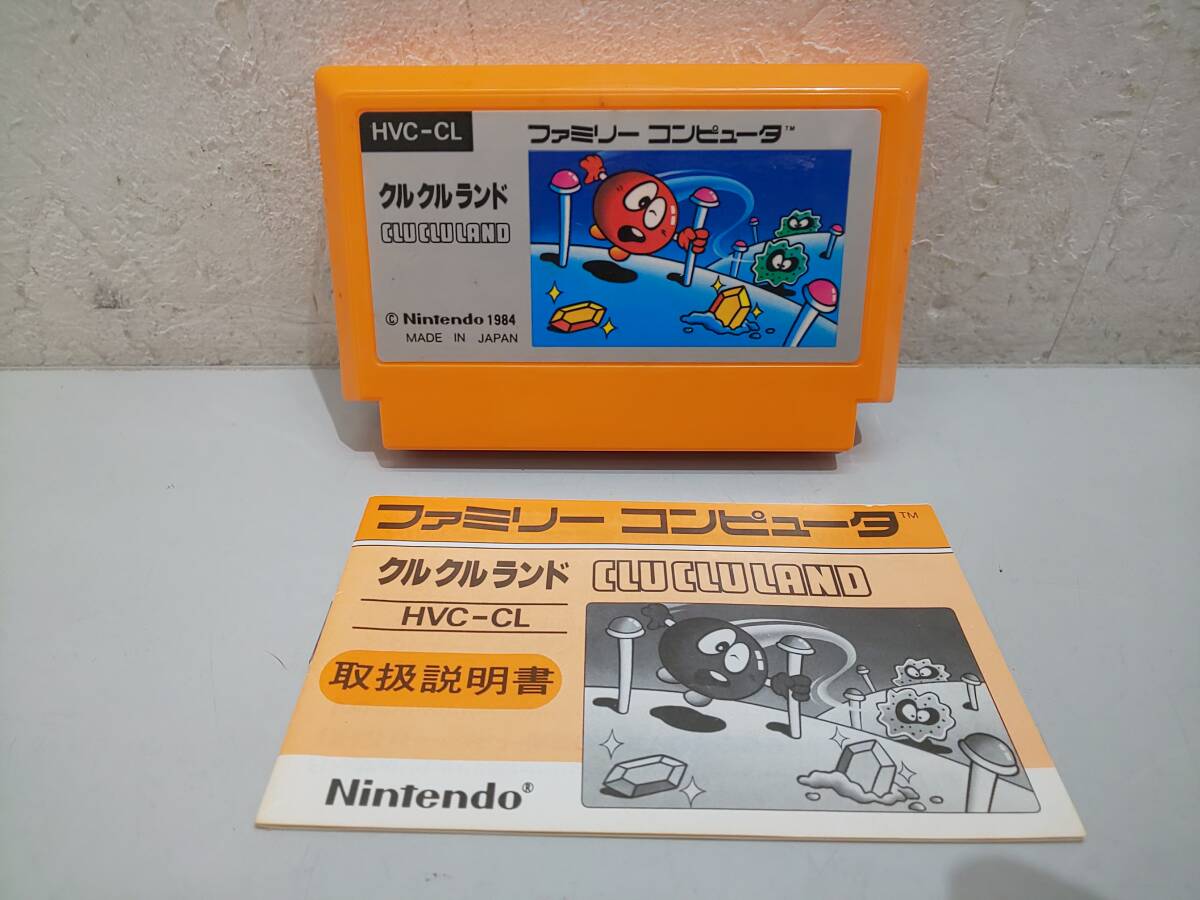 HVC-CL
ファミリー コンピュータ™
クルクルランド
CLU CLU LAND
© Nintendo 1984
MADE IN JAPAN
ファミリー コンピュータ™
クルクルランド CLU CLU LAND
HVC-CL
取扱説明書
Nintendo®